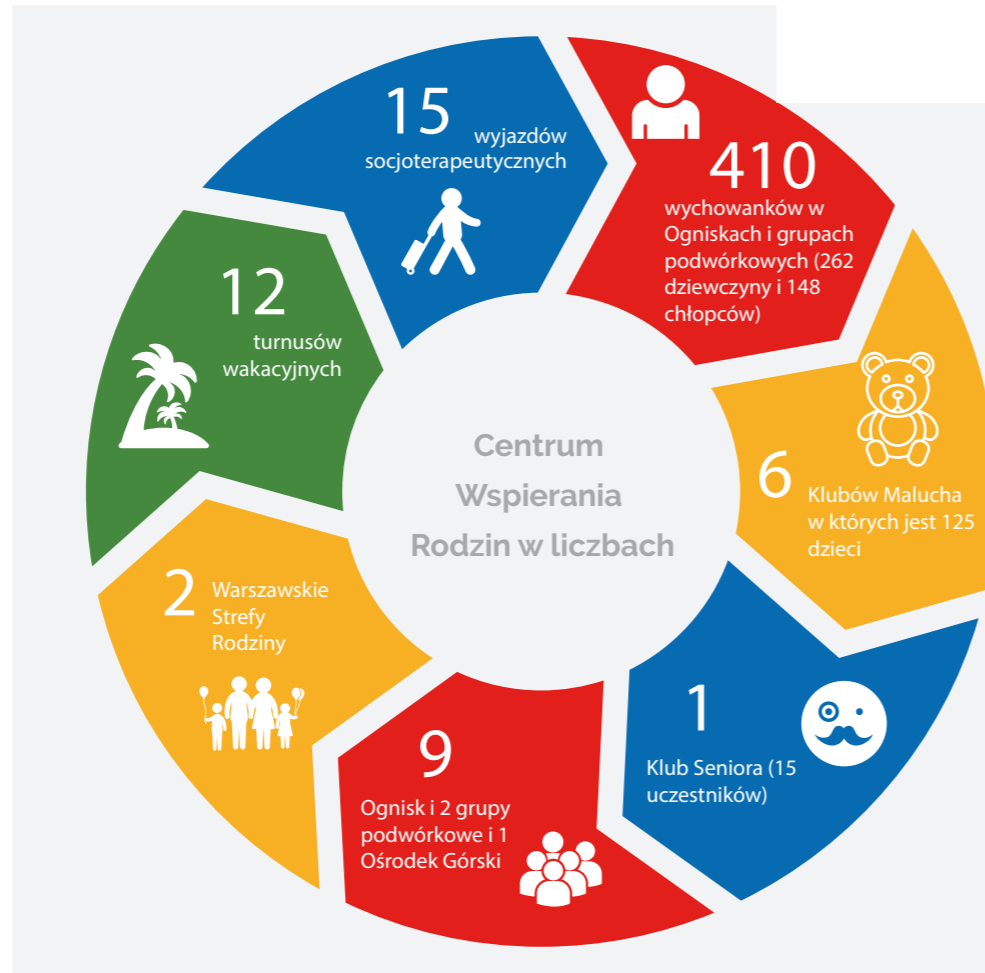 15
wyjazdów
socjoterapeutycznych
410
wychowanków w
Ogniskach i grupach
podwórkowych (262
dziewczyny i 148
chłopców)
6
Klubów Malucha
w których jest 125
dzieci
1
Klub Seniora (15
uczestników)
9
Ognisk i 2 grupy
podwórkowe i 1
Ośrodek Górski
2
Warszawskie
Strefy
Rodziny
12
turnusów
wakacyjnych
Centrum
Wspierania
Rodzin w liczbach